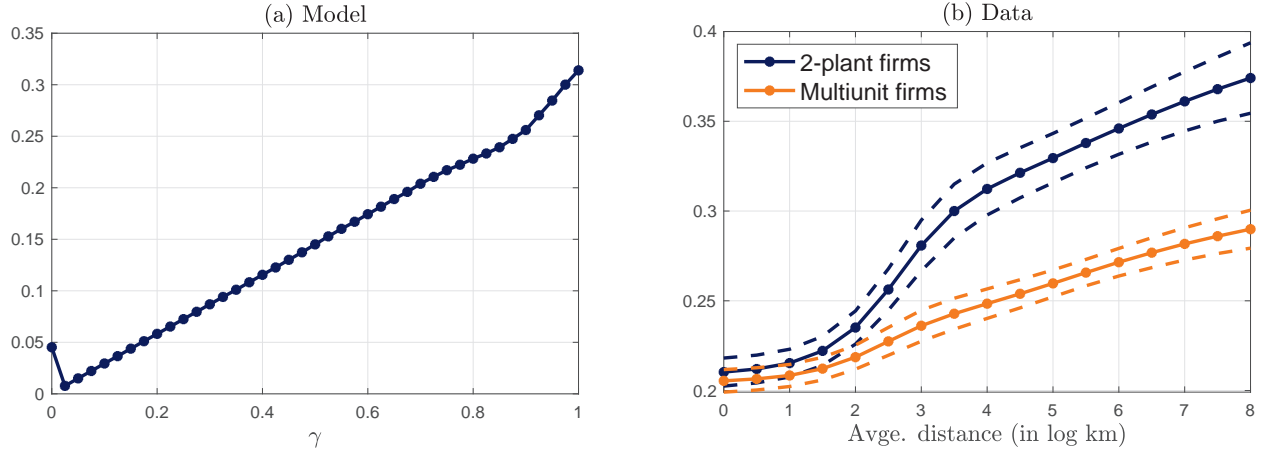 (a) Model
0.35
0.3
0.25
0.2
0.15
0.1
0.05
0
0 0.2 0.4 0.6 0.8 1
γ
(b) Data
2-plant firms
Multiunit firms
0.4
0.35
0.3
0.25
0.2
0 1 2 3 4 5 6 7 8
Avge. distance (in log km)